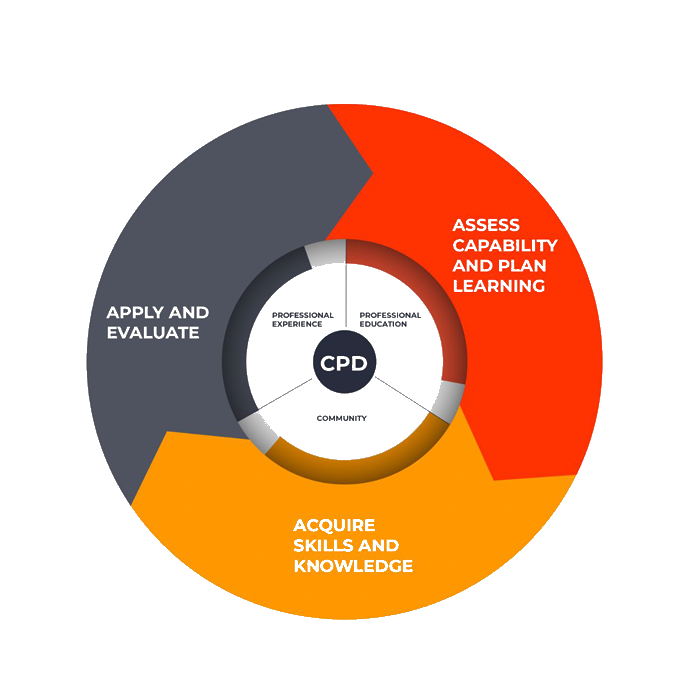 ASSESS
CAPABILITY
AND PLAN
LEARNING
APPLY AND
EVALUATE
PROFESSIONAL
EXPERIENCE
PROFESSIONAL
EDUCATION
CPD
COMMUNITY
ACQUIRE
SKILLS AND
KNOWLEDGE